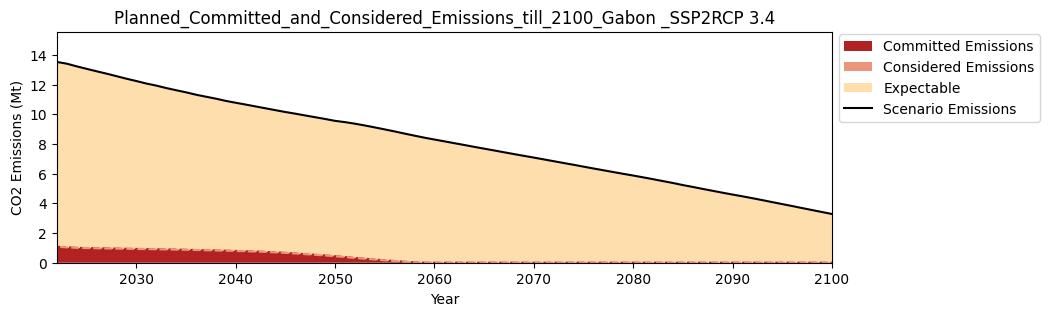 Planned_Committed_and_Considered_Emissions_till_2100_Gabon _SSP2RCP 3.4
CO2 Emissions (Mt)
14
12
10
8
6
4
2
0
2030
2040
2050
2060
2070
2080
2090
2100
Year
Committed Emissions
Considered Emissions
Expectable
Scenario Emissions